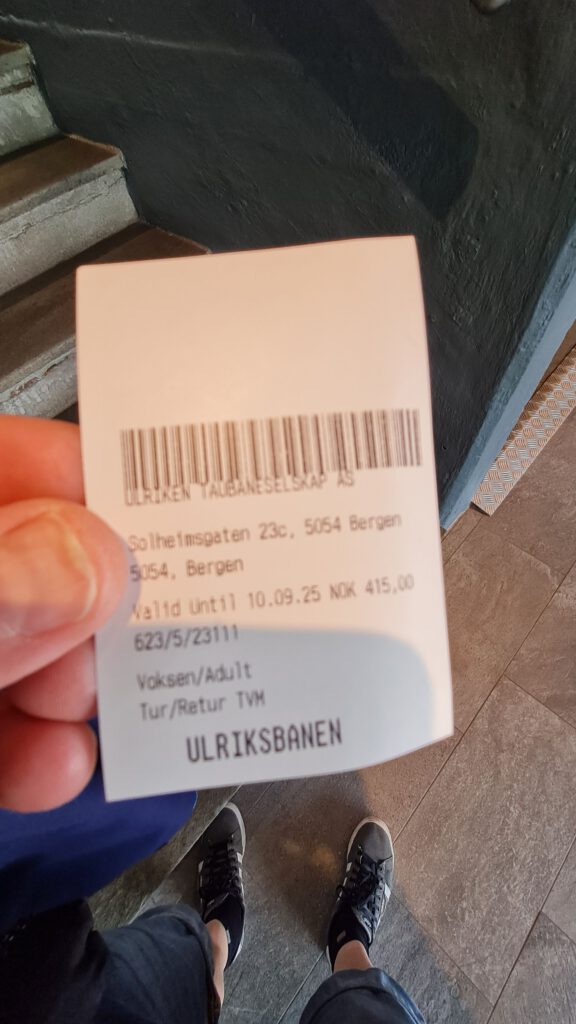 ULRIKEN TAUBANESELSKAP AS
Solheimsgaten 23c, 5054 Bergen
5054, Bergen
Valid Until 10.09.25 NOK 415,00
623/5/23111
Voksen/Adult
Tur/Retur TVM
ULRIKSBANEN